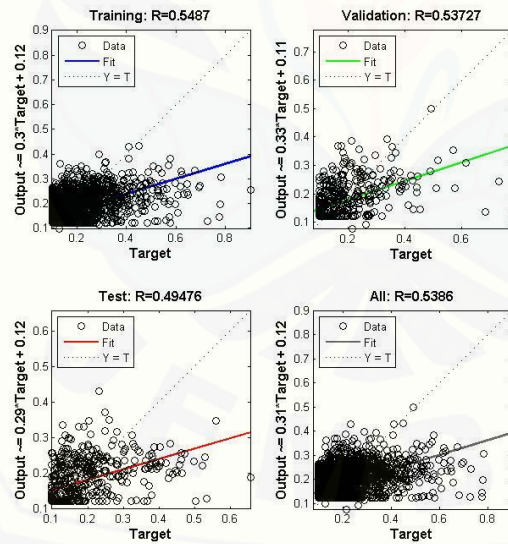 Training: R=0.5487
Output ~= 0.3*Target + 0.12
0.9
0.8
0.7
0.6
0.5
0.4
0.3
0.2
0.1
Data
Fit
Y = T
0.2 0.4 0.6 0.8
Target
Validation: R=0.53727
Output ~= 0.33*Target + 0.11
0.7
0.6
0.5
0.4
0.3
0.2
0.1
Data
Fit
Y = T
0.2 0.4 0.6
Target
Test: R=0.49476
Output ~= 0.29*Target + 0.12
0.6
0.5
0.4
0.3
0.2
0.1
Data
Fit
Y = T
0.1 0.2 0.3 0.4 0.5 0.6
Target
All: R=0.5386
Output ~= 0.31*Target + 0.12
0.9
0.8
0.7
0.6
0.5
0.4
0.3
0.2
0.1
Data
Fit
Y = T
0.2 0.4 0.6 0.8
Target